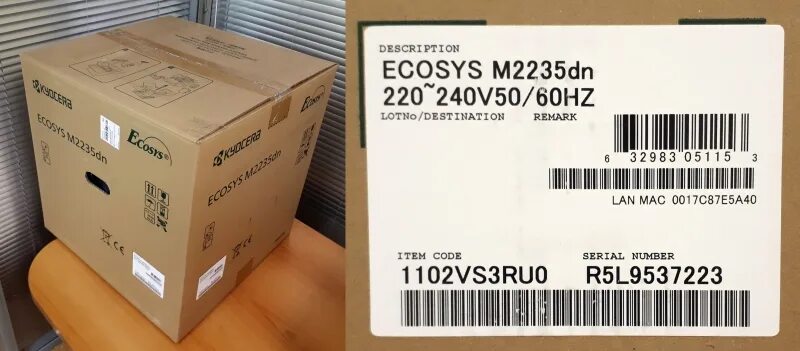 KYOCERA
ECOSYS M2235dn
Ecosys®
KYOCERA
ECOSYS M2235dn
Ecosys®
DESCRIPTION
ECOSYS M2235dn
220~240V50/60HZ
LOTNo/DESTINATION REMARK
6 32983 05115 3
LAN MAC 0017C87E5A40
ITEM CODE SERIAL NUMBER
1102VS3RU0 R5L9537223